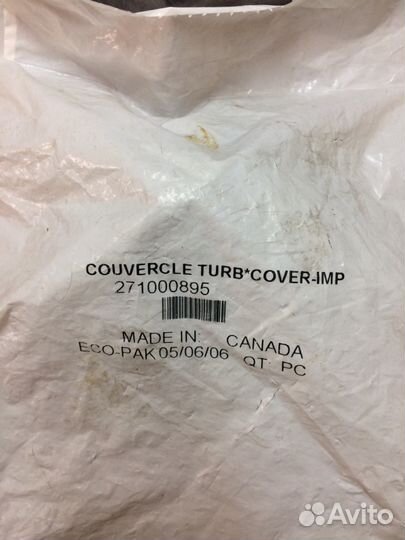 COUVERCLE TURB*COVER-IMP
271000895
MADE IN: CANADA
ECO-PAK 05/06/06 QT: PC
Avito